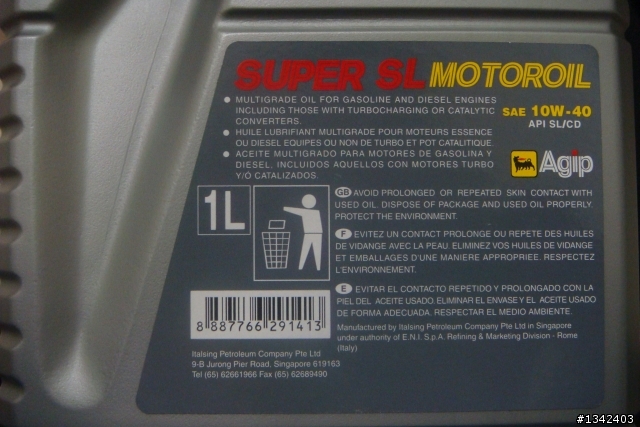 SUPER SL MOTOROIL
SAE 10W-40
API SL/CD
Agip
● MULTIGRADE OIL FOR GASOLINE AND DIESEL ENGINES
INCLUDING THOSE WITH TURBOCHARGING OR CATALYTIC
CONVERTERS.
● HUILE LUBRIFIANT MULTIGRADE POUR MOTEURS ESSENCE
OU DIESEL EQUIPES OU NON DE TURBO ET POT CATALITIQUE.
● ACEITE MULTIGRADO PARA MOTORES DE GASOLINA Y
DIESEL. INCLUIDOS AQUELLOS CON MOTORES TURBO
Y/Ó CATALIZADOS.
1L
GB AVOID PROLONGED OR REPEATED SKIN CONTACT WITH
USED OIL. DISPOSE OF PACKAGE AND USED OIL PROPERLY.
PROTECT THE ENVIRONMENT.
F EVITEZ UN CONTACT PROLONGE OU REPETE DES HUILES
DE VIDANGE AVEC LA PEAU. ELIMINEZ VOS HUILES DE VIDANGE
ET EMBALLAGES D'UNE MANIERE APPROPRIEE. RESPECTEZ
L'ENVIRONNEMENT.
E EVITAR EL CONTACTO REPETIDO Y PROLONGADO CON LA
PIEL DEL ACEITE USADO. ELIMINAR EL ENVASE Y EL ACEITE USADO
DE FORMA ADECUADA. RESPECTAR EL MEDIO AMBIENTE.
Manufactured by Italsing Petroleum Company Pte Ltd in Singapore
under authority of E.N.I. S.p.A. Refining & Marketing Division - Rome
(Italy)
8 887766 291413
Italsing Petroleum Company Pte Ltd
9-B Jurong Pier Road, Singapore 619163
Tel (65) 62661966 Fax (65) 62689490
#1342403